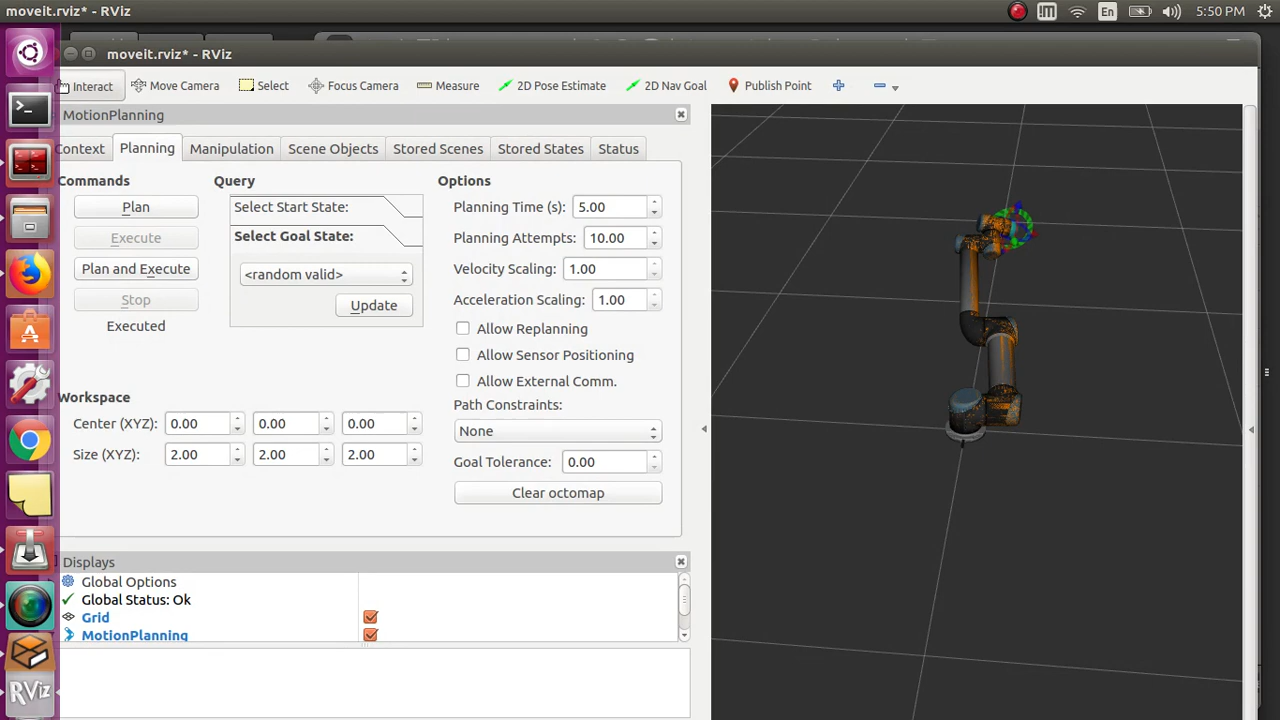 moveit.rviz* - RViz
En
5:50 PM
moveit.rviz* - RViz
Interact
Move Camera
Select
Focus Camera
Measure
2D Pose Estimate
2D Nav Goal
Publish Point
MotionPlanning
Context
Planning
Manipulation
Scene Objects
Stored Scenes
Stored States
Status
Commands
Plan
Execute
Plan and Execute
Stop
Executed
Query
Select Start State:
Select Goal State:
<random valid>
Update
Options
Planning Time (s): 5.00
Planning Attempts: 10.00
Velocity Scaling: 1.00
Acceleration Scaling: 1.00
Allow Replanning
Allow Sensor Positioning
Allow External Comm.
Path Constraints:
None
Goal Tolerance: 0.00
Clear octomap
Workspace
Center (XYZ): 0.00 0.00 0.00
Size (XYZ): 2.00 2.00 2.00
Displays
Global Options
Global Status: Ok
Grid
MotionPlanning
RViz